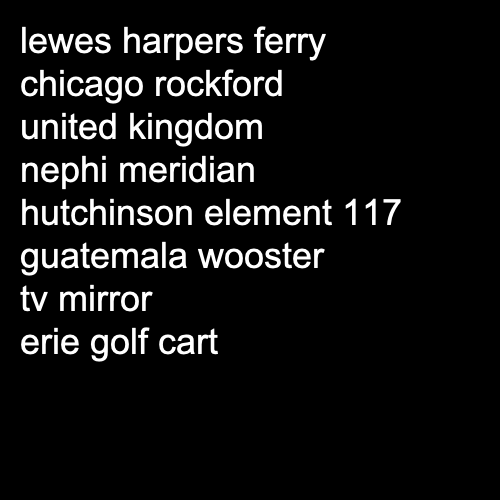 lewes harpers ferry
chicago rockford
united kingdom
nephi meridian
hutchinson element 117
guatemala wooster
tv mirror
erie golf cart